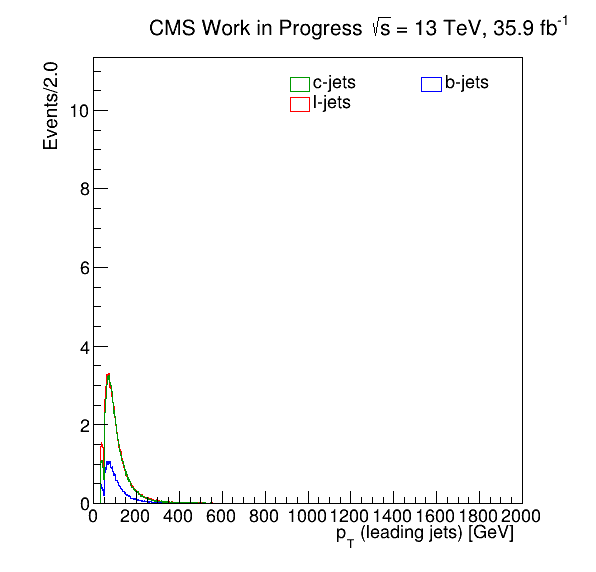 CMS Work in Progress √s = 13 TeV, 35.9 fb⁻¹
Events/2.0
c-jets b-jets
l-jets
10
8
6
4
2
0
0 200 400 600 800 1000 1200 1400 1600 1800 2000
p_T (leading jets) [GeV]